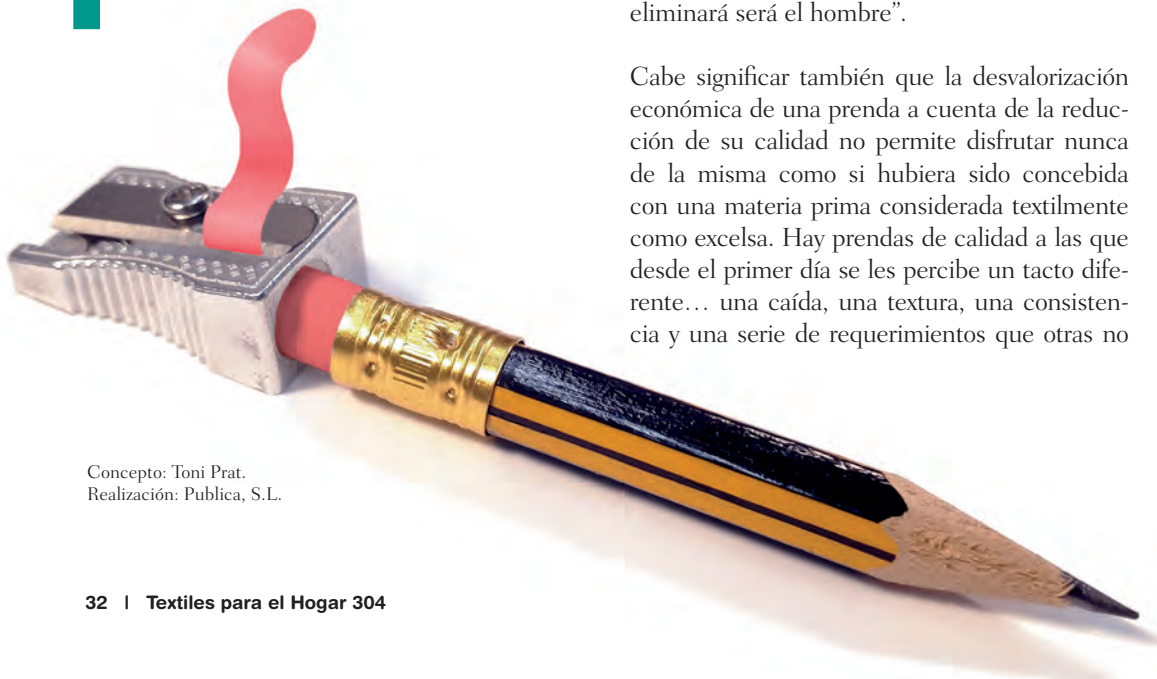 eliminará será el hombre”.
Cabe significar también que la desvalorización
económica de una prenda a cuenta de la reduc-
ción de su calidad no permite disfrutar nunca
de la misma como si hubiera sido concebida
con una materia prima considerada textilmente
como excelsa. Hay prendas de calidad a las que
desde el primer día se les percibe un tacto dife-
rente… una caída, una textura, una consisten-
cia y una serie de requerimientos que otras no
Concepto: Toni Prat.
Realización: Publica, S.L.
32 | Textiles para el Hogar 304